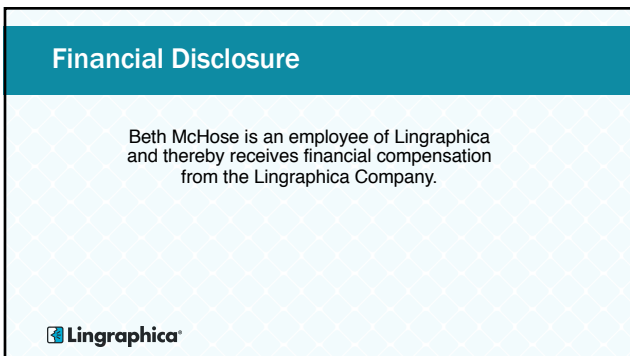 Financial Disclosure
Beth McHose is an employee of Lingraphica
and thereby receives financial compensation
from the Lingraphica Company.
Lingraphica®